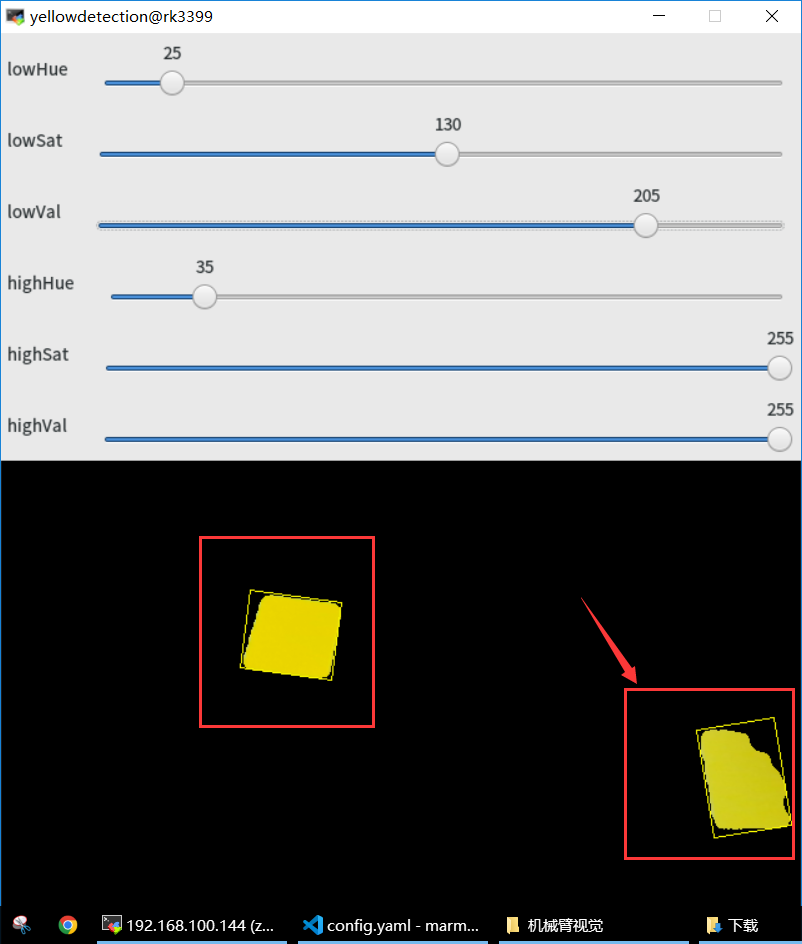 yellowdetection@rk3399
25
lowHue
130
lowSat
205
lowVal
35
highHue
255
highSat
255
highVal
192.168.100.144 (z...
config.yaml - marm...
机械臂视觉
下载